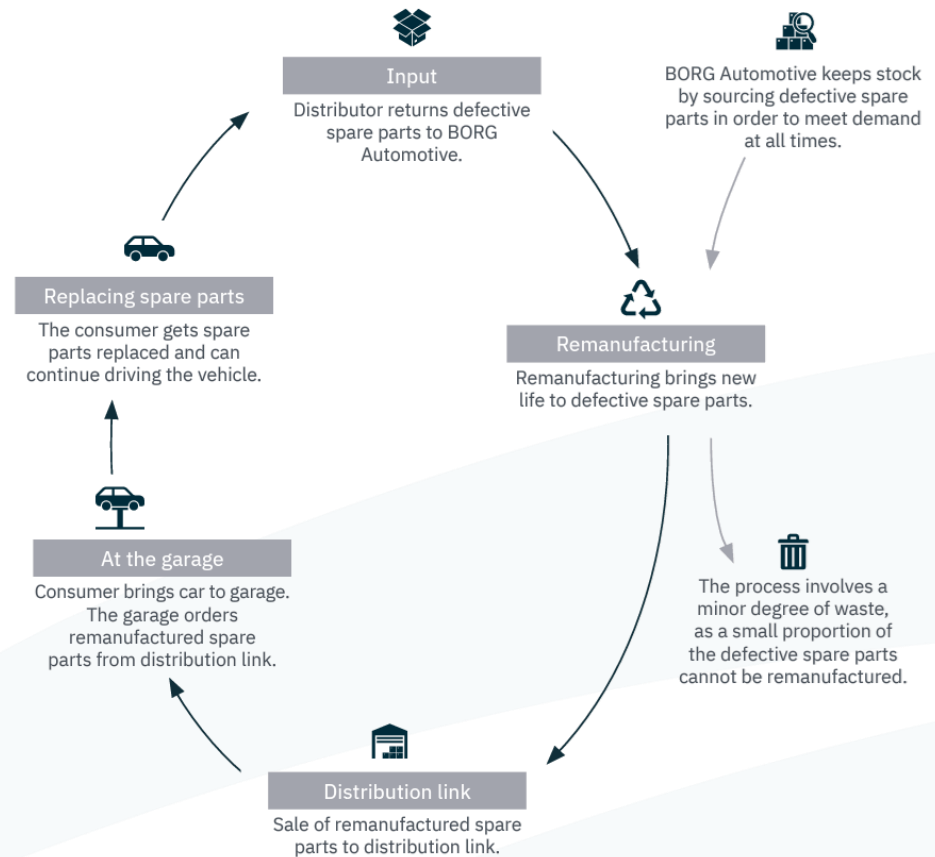 Input
Distributor returns defective
spare parts to BORG
Automotive.
BORG Automotive keeps stock
by sourcing defective spare
parts in order to meet demand
at all times.
Remanufacturing
Remanufacturing brings new
life to defective spare parts.
The process involves a
minor degree of waste,
as a small proportion of
the defective spare parts
cannot be remanufactured.
Distribution link
Sale of remanufactured spare
parts to distribution link.
At the garage
Consumer brings car to garage.
The garage orders
remanufactured spare
parts from distribution link.
Replacing spare parts
The consumer gets spare
parts replaced and can
continue driving the vehicle.